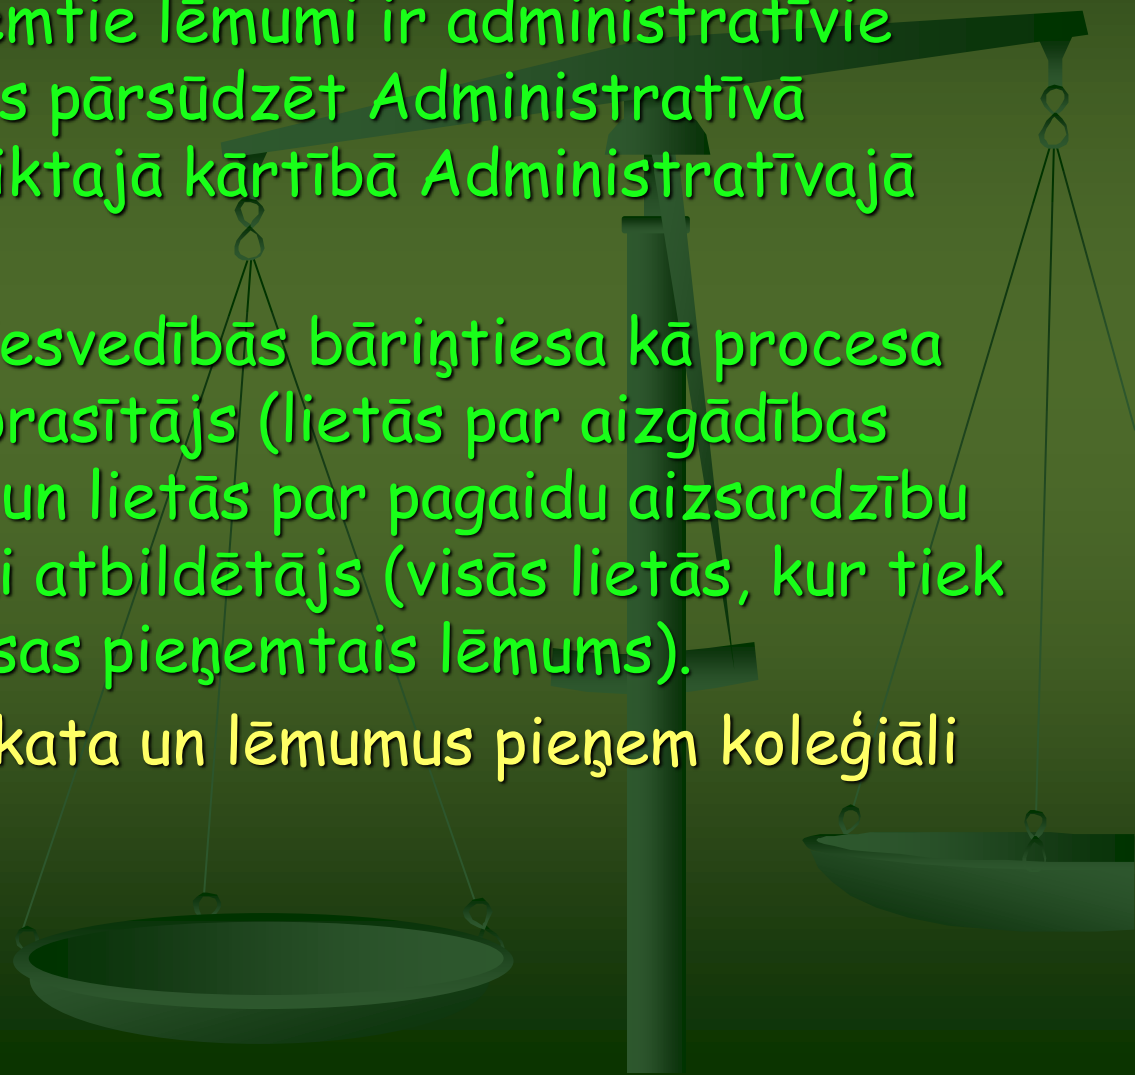 emtie lēmumi ir administratīvie
s pārsūdzēt Administratīvā
iktajā kārtībā Administratīvajā
esvedībās bāriņtiesa kā procesa
prasītājs (lietās par aizgādības
un lietās par pagaidu aizsardzību
i atbildētājs (visās lietās, kur tiek
sas pieņemtais lēmums).
kata un lēmumus pieņem koleģiāli